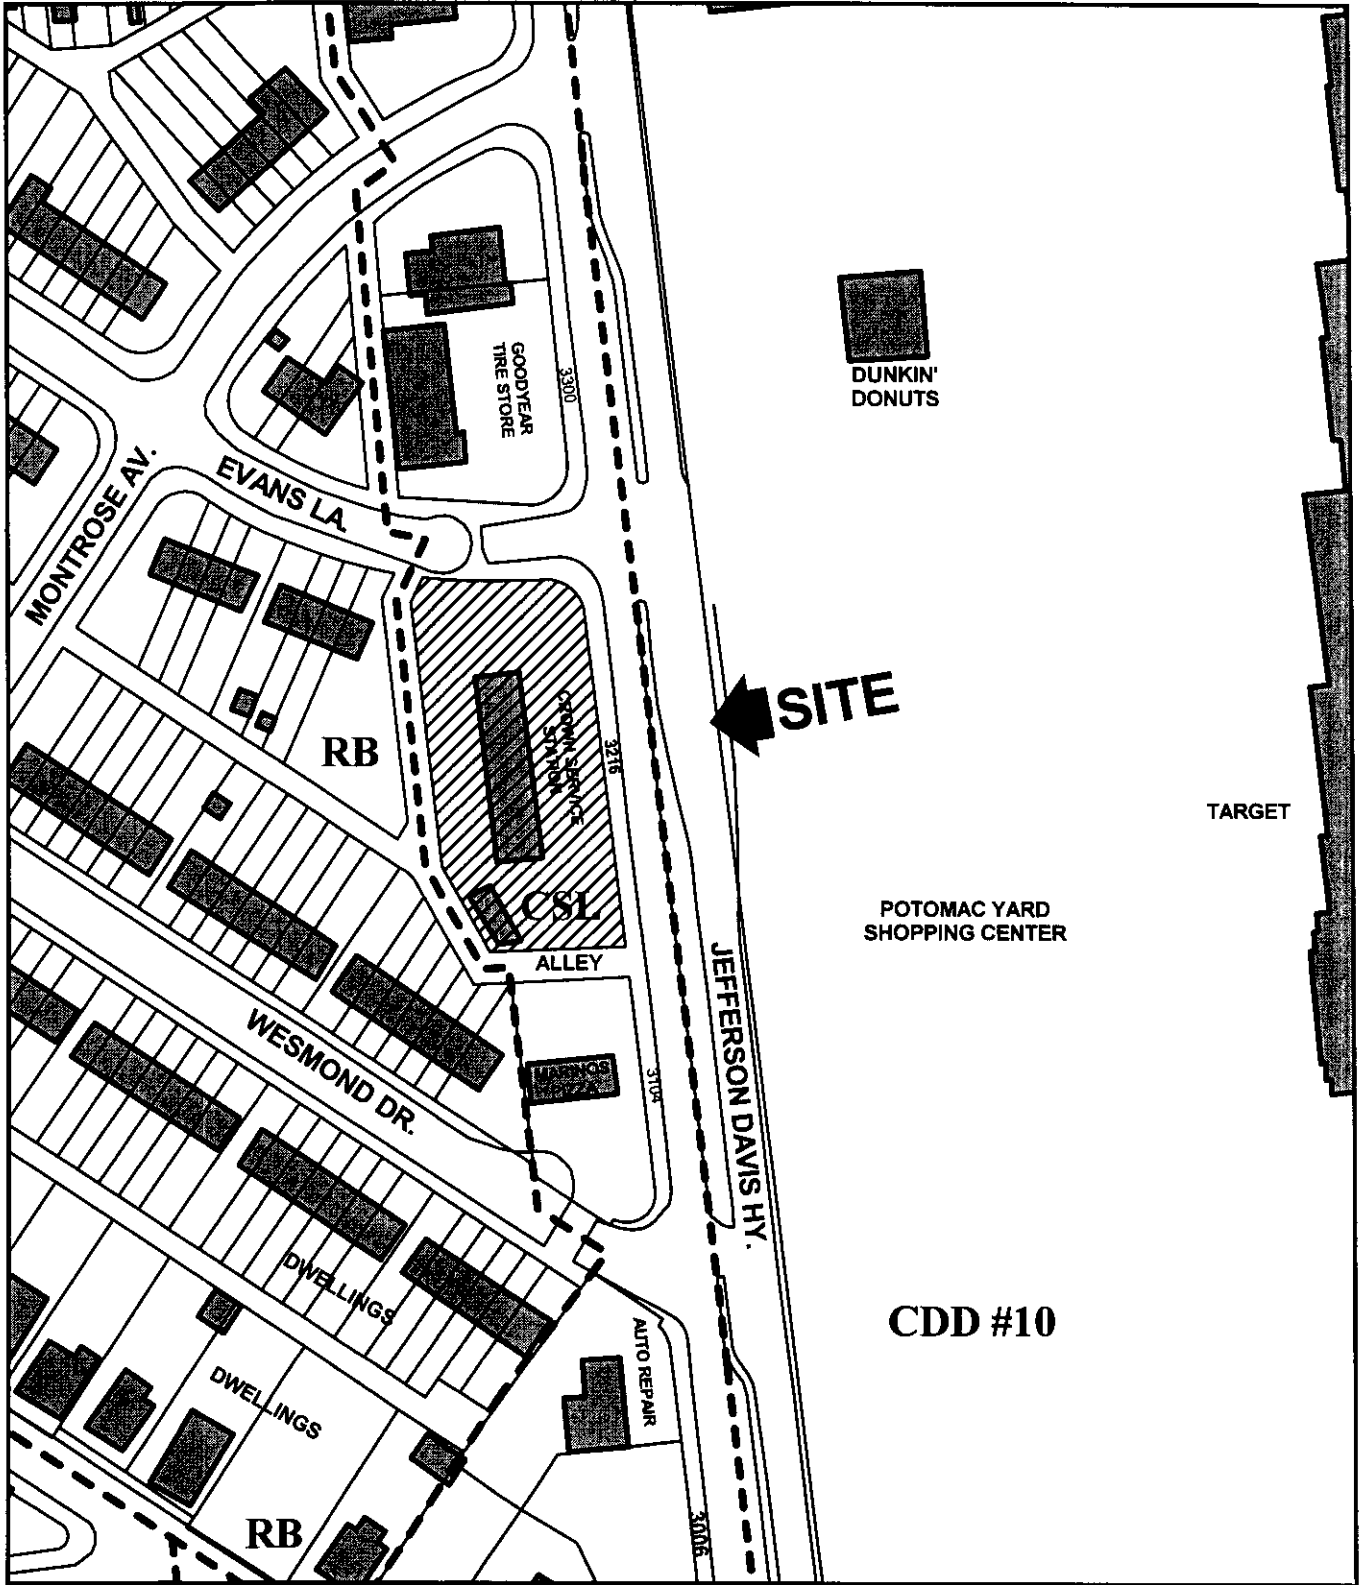 DUNKIN'
DONUTS
GOODYEAR
TIRE STORE
3300
EVANS LA.
MONTROSE AV.
SITE
RB
CROWN SERVICE
STATION
3216
TARGET
CSL
POTOMAC YARD
SHOPPING CENTER
ALLEY
JEFFERSON DAVIS HY.
WESMOND DR.
MARINOS
PIZZA
3104
DWELLINGS
CDD #10
AUTO REPAIR
DWELLINGS
RB
3006